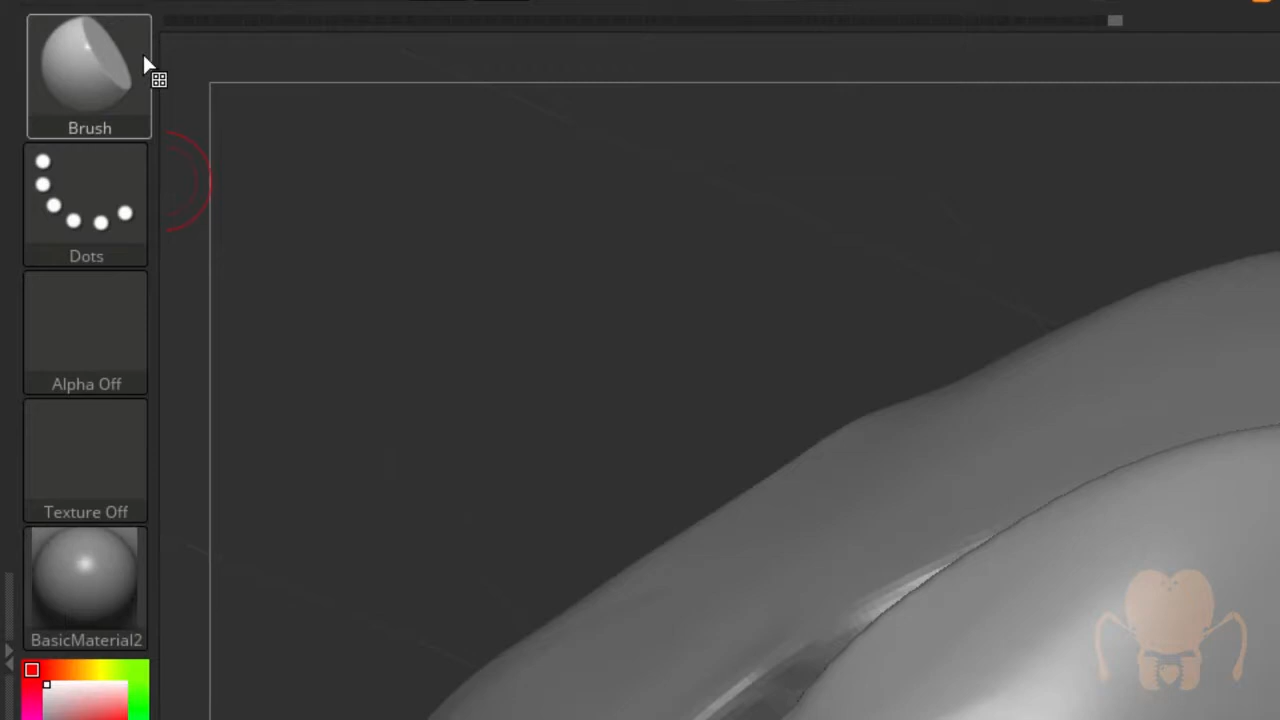 Brush
Dots
Alpha Off
Texture Off
BasicMaterial2